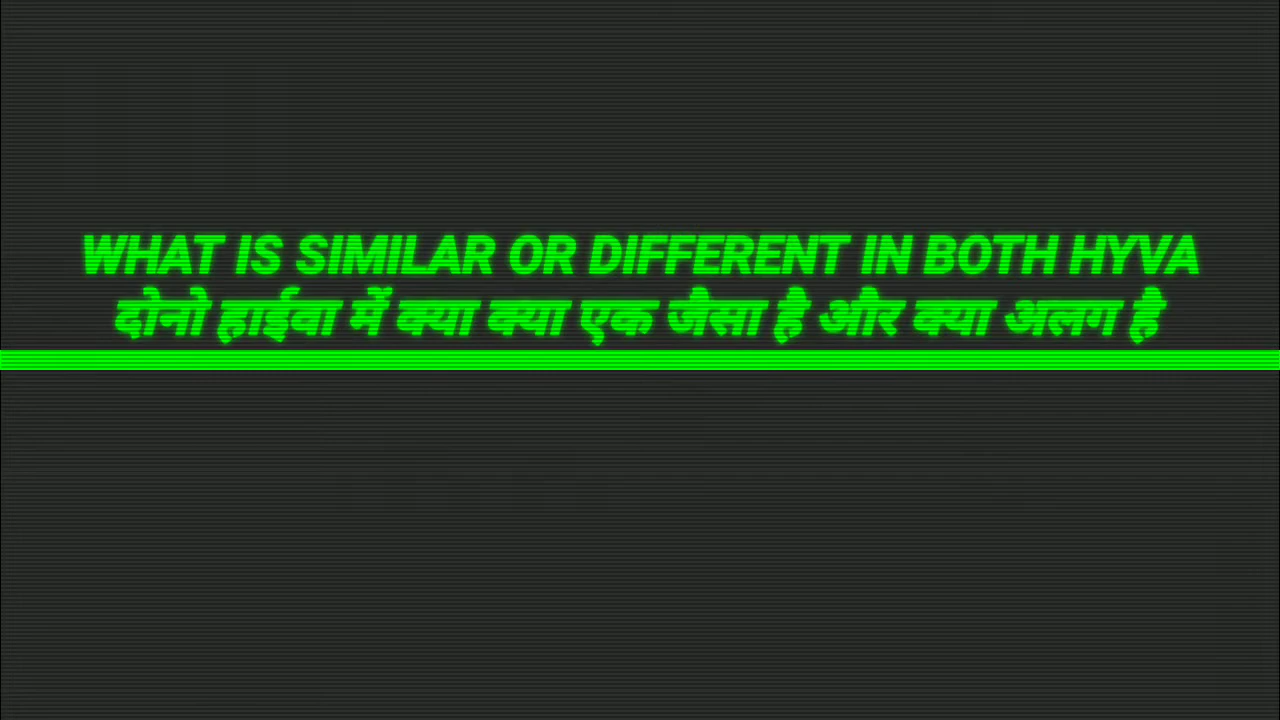 WHAT IS SIMILAR OR DIFFERENT IN BOTH HYVA
दोनो हाईवा में क्या क्या एक जैसा है और क्या अलग है